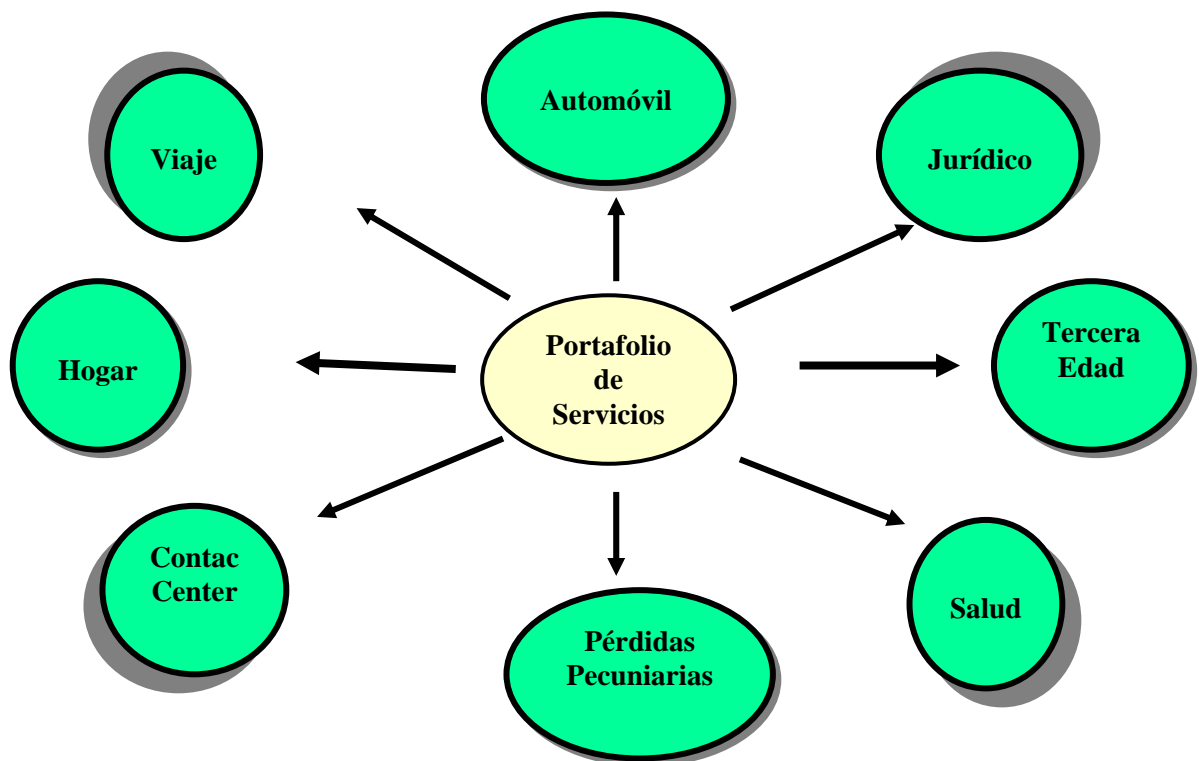 Automóvil
Viaje
Jurídico
Portafolio
de
Servicios
Tercera
Edad
Hogar
Contac
Center
Salud
Pérdidas
Pecuniarias